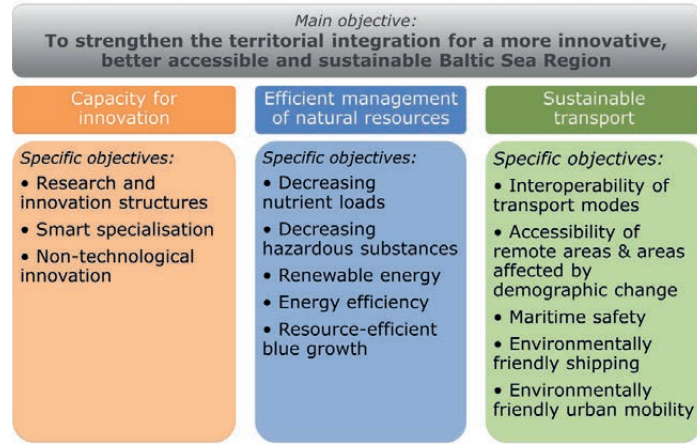 Main objective:
To strengthen the territorial integration for a more innovative,
better accessible and sustainable Baltic Sea Region
Capacity for
innovation
Specific objectives:
• Research and
innovation structures
• Smart specialisation
• Non-technological
innovation
Efficient management
of natural resources
Specific objectives:
• Decreasing
nutrient loads
• Decreasing
hazardous substances
• Renewable energy
• Energy efficiency
• Resource-efficient
blue growth
Sustainable
transport
Specific objectives:
• Interoperability of
transport modes
• Accessibility of
remote areas & areas
affected by
demographic change
• Maritime safety
• Environmentally
friendly shipping
• Environmentally
friendly urban mobility